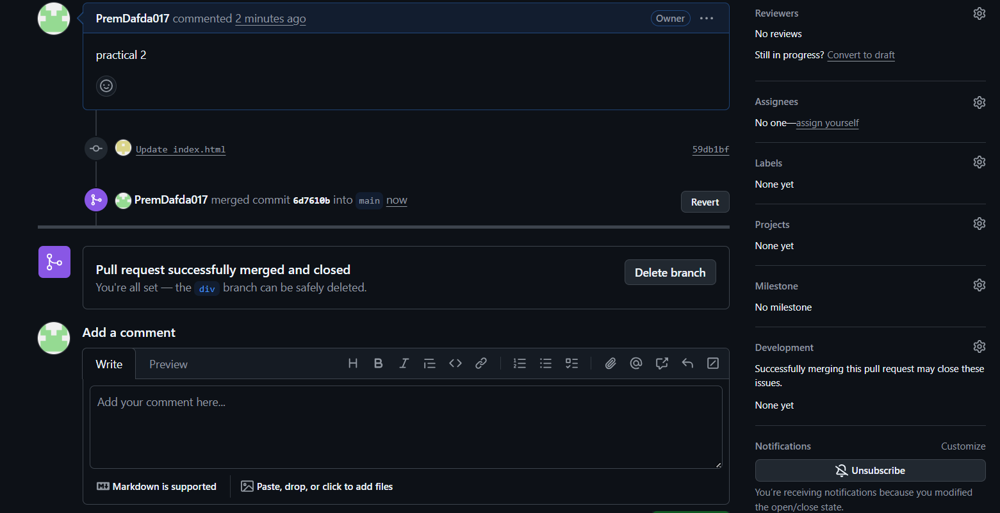 PremDafda017 commented 2 minutes ago
Owner
practical 2
Update index.html
59db1bf
PremDafda017 merged commit 6d7610b into main now
Revert
Pull request successfully merged and closed
You're all set — the div branch can be safely deleted.
Delete branch
Add a comment
Write
Preview
Add your comment here...
Markdown is supported
Paste, drop, or click to add files
Reviewers
No reviews
Still in progress? Convert to draft
Assignees
No one—assign yourself
Labels
None yet
Projects
None yet
Milestone
No milestone
Development
Successfully merging this pull request may close these
issues.
None yet
Notifications
Customize
Unsubscribe
You're receiving notifications because you modified
the open/close state.